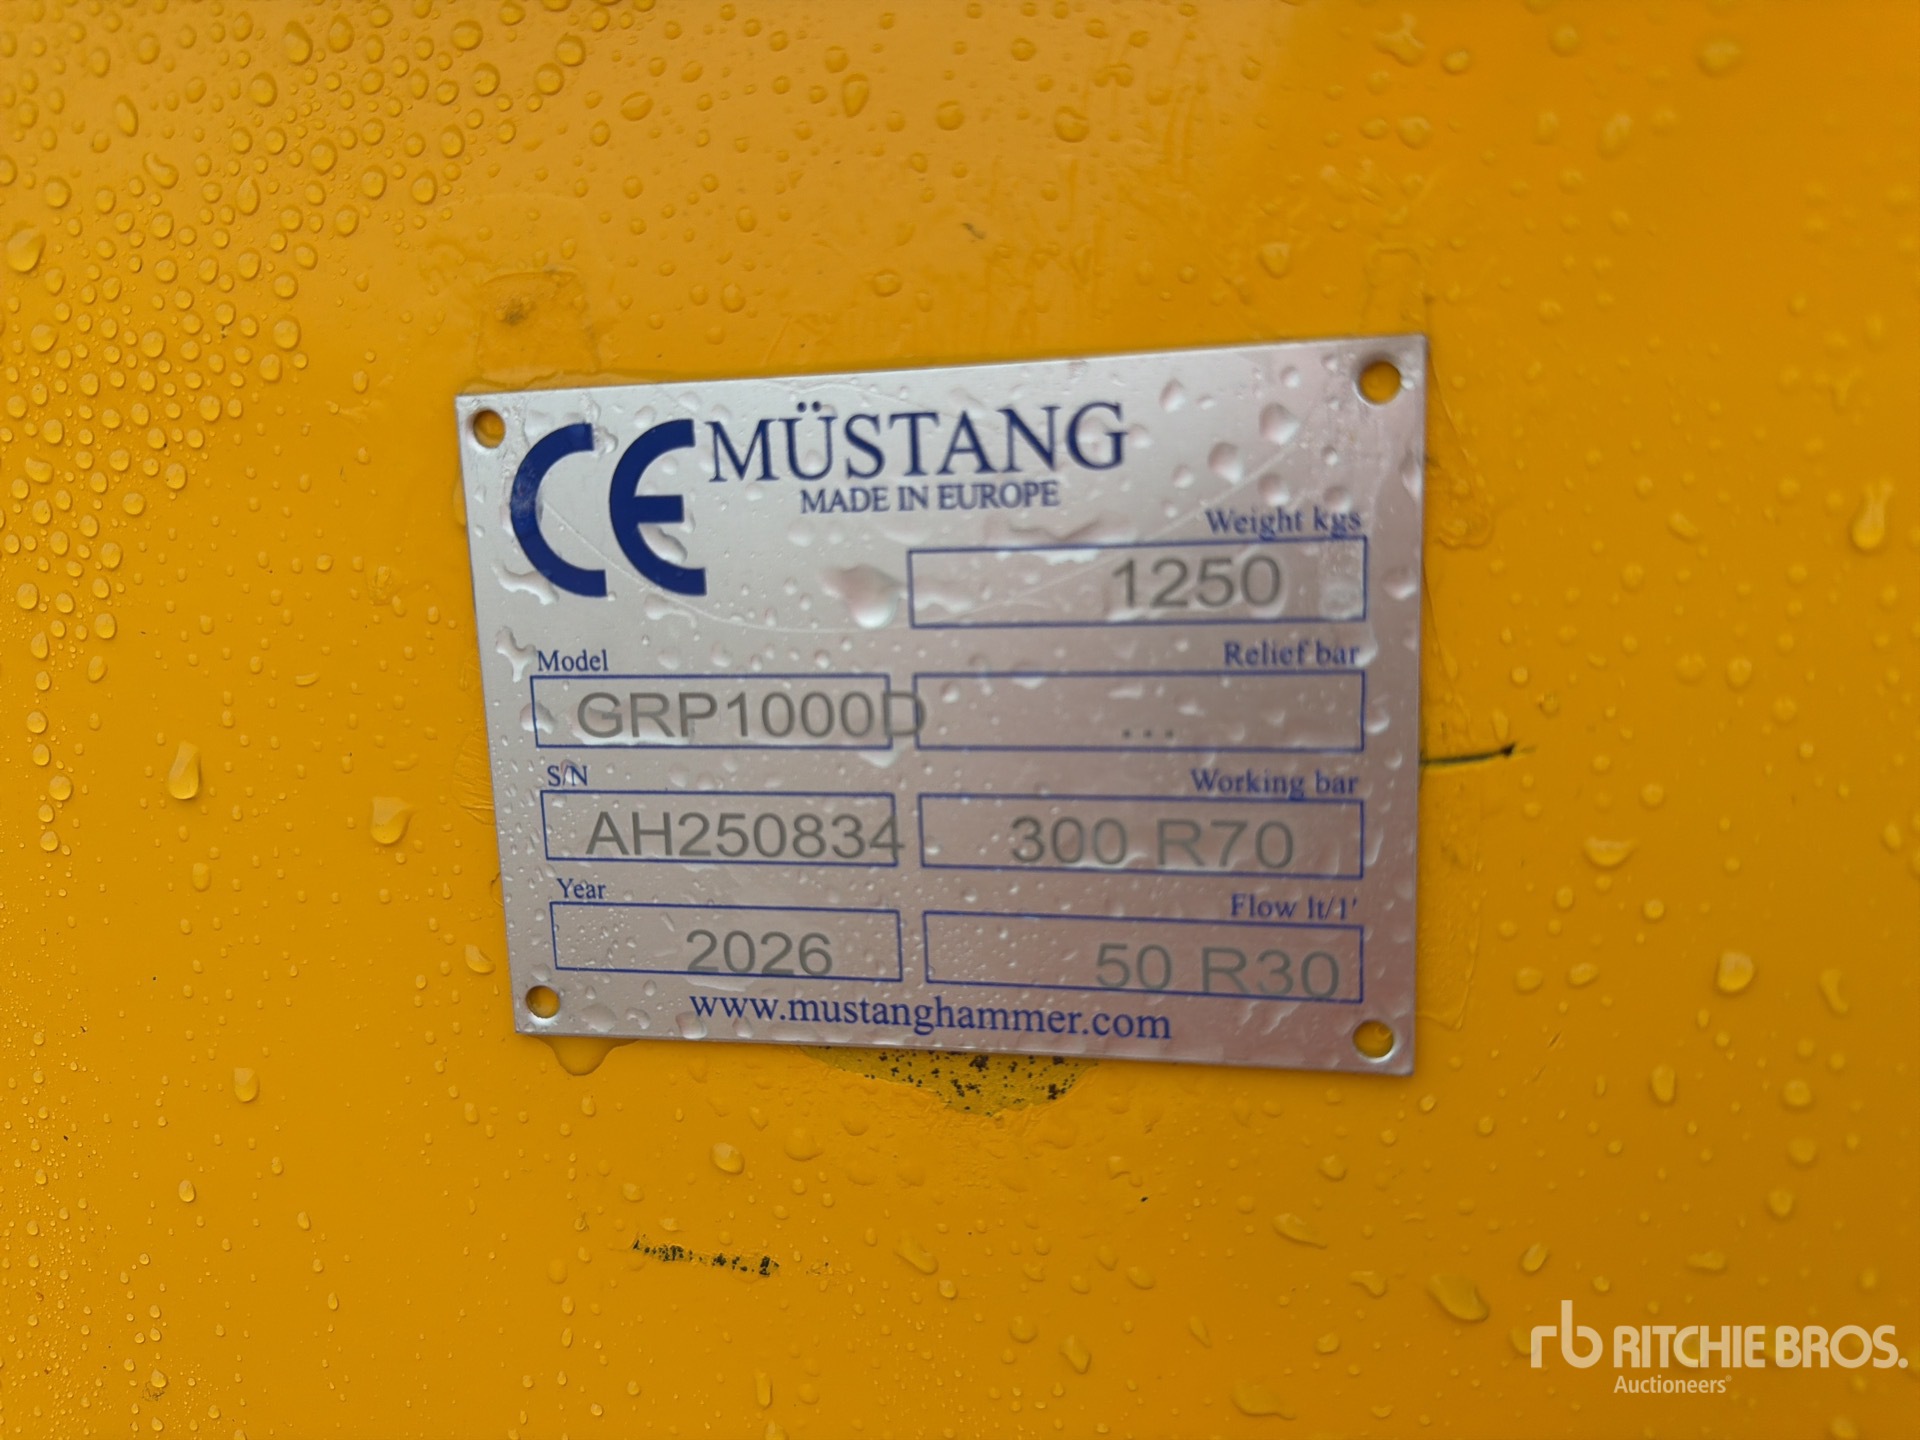 CE MÜSTANG
MADE IN EUROPE
Weight kgs
1250
Model
Relief bar
GRP1000D
...
S/N
Working bar
AH250834
300 R70
Year
Flow lt/1'
2026
50 R30
www.mustanghammer.com
rb RITCHIE BROS.
Auctioneers